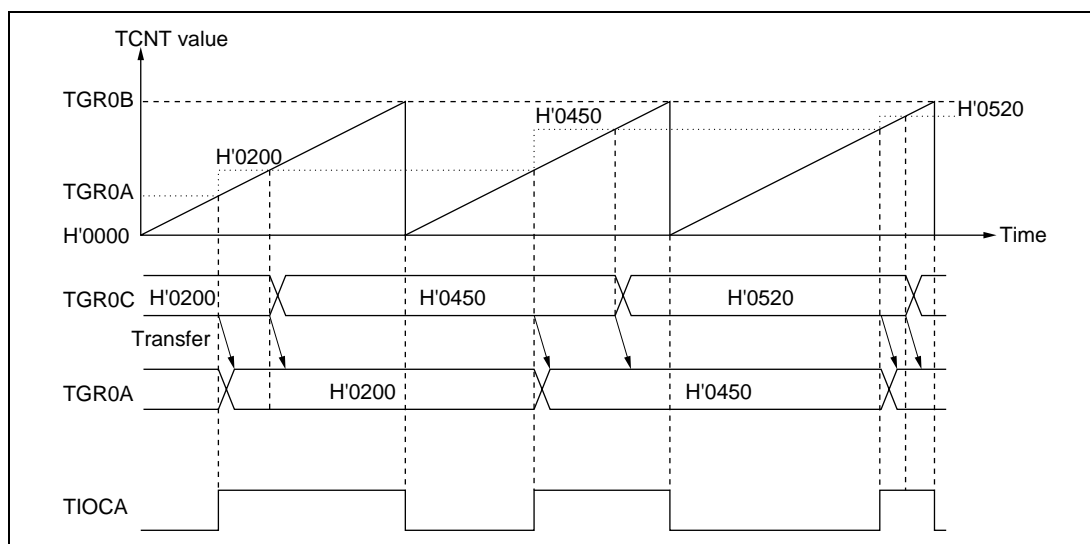 TCNT value
TGR0B
H'0520
H'0450
H'0200
TGR0A
H'0000
Time
TGR0C
H'0200
H'0450
H'0520
Transfer
TGR0A
H'0200
H'0450
TIOCA